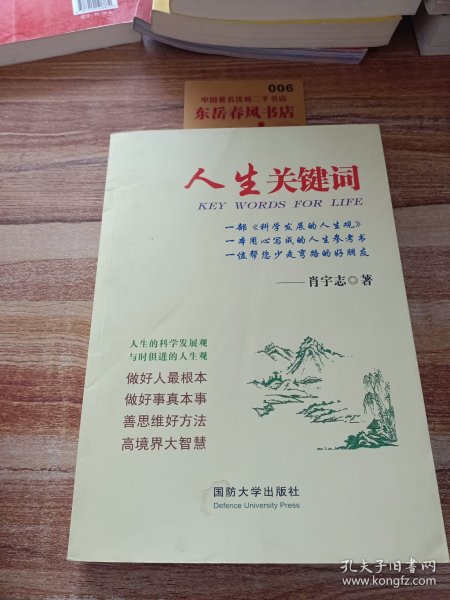 006
中国著名民间二手书店
东岳春风书店
人生关键词
KEY WORDS FOR LIFE
一部《科学发展的人生观》
一本用心写成的人生参考书
一位帮您少走弯路的好朋友
——肖宇志◎著
人生的科学发展观
与时俱进的人生观
做好人最根本
做好事真本事
善思维好方法
高境界大智慧
国防大学出版社
Defence University Press
孔夫子旧书网
www.kongfz.com